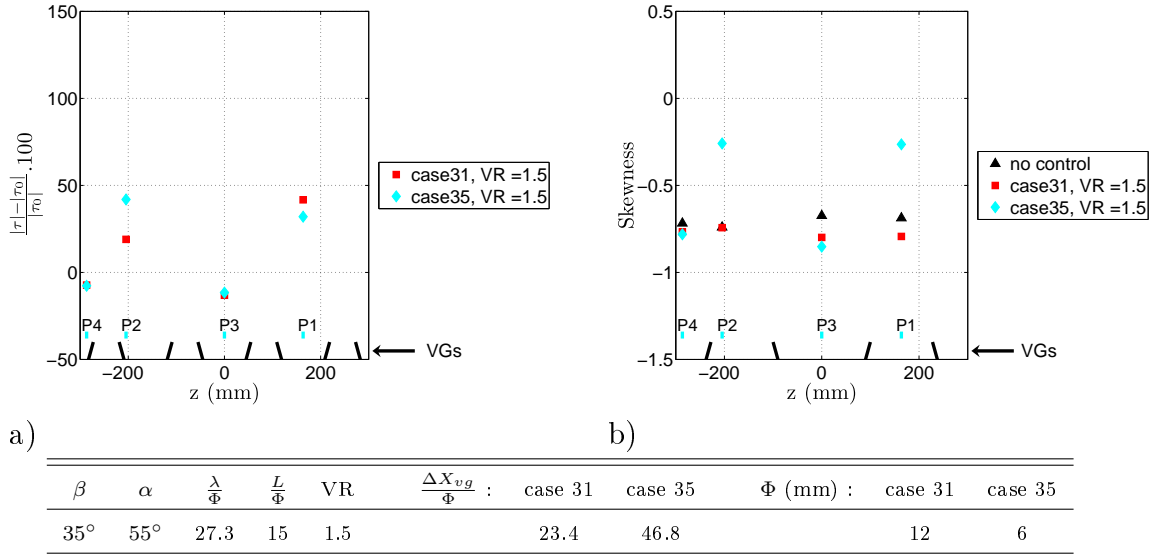 150
100
50
0
−50
|τ|−|τ0| / |τ0| .100
P4 P2 P3 P1
VGs
−200 0 200
z (mm)
case31, VR =1.5
case35, VR =1.5
a)
0.5
0
−0.5
−1
−1.5
Skewness
P4 P2 P3 P1
VGs
−200 0 200
z (mm)
no control
case31, VR =1.5
case35, VR =1.5
b)
β α λ/Φ L/Φ VR ΔXvg/Φ : case 31 case 35 Φ (mm) : case 31 case 35
35° 55° 27.3 15 1.5 23.4 46.8 12 6